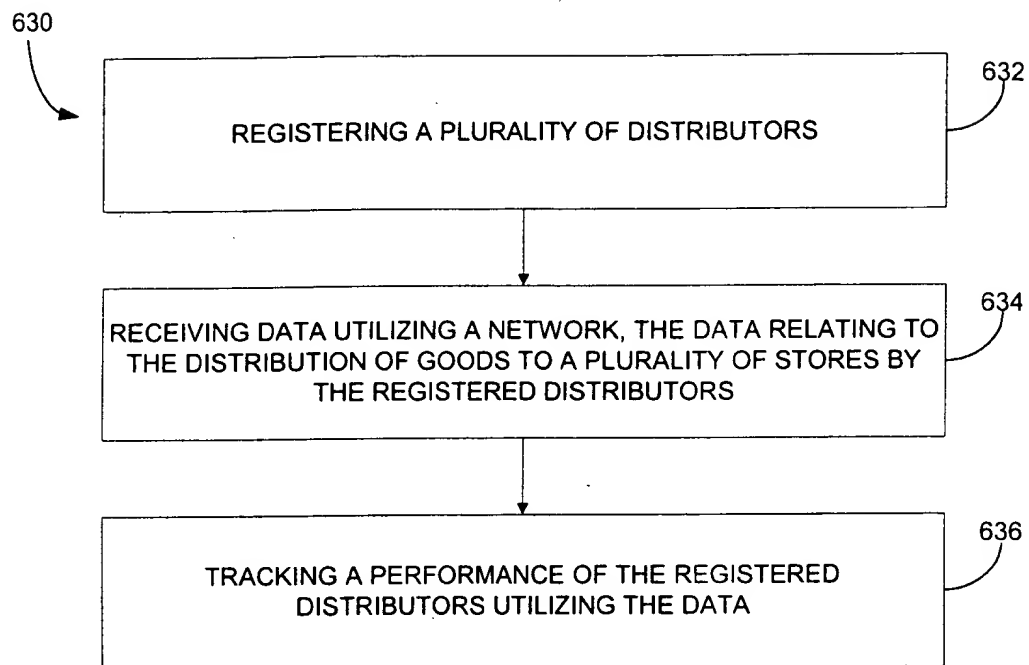 630
632
REGISTERING A PLURALITY OF DISTRIBUTORS
634
RECEIVING DATA UTILIZING A NETWORK, THE DATA RELATING TO
THE DISTRIBUTION OF GOODS TO A PLURALITY OF STORES BY
THE REGISTERED DISTRIBUTORS
636
TRACKING A PERFORMANCE OF THE REGISTERED
DISTRIBUTORS UTILIZING THE DATA